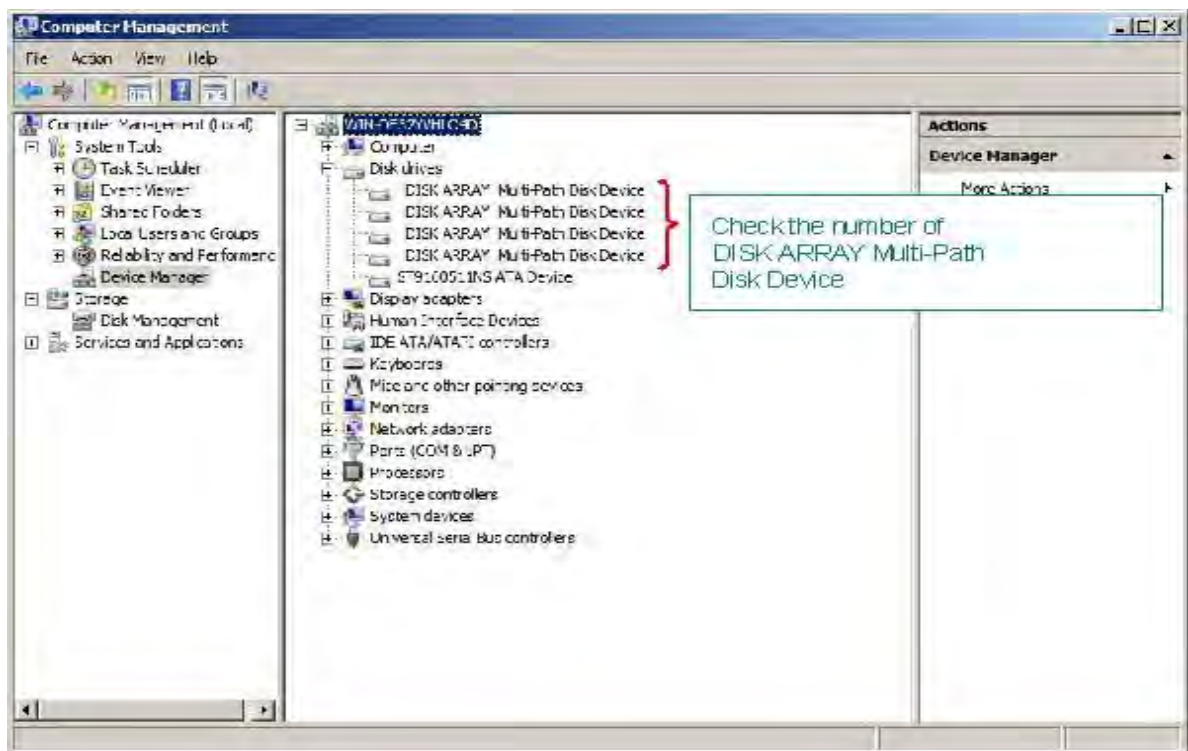 Computer Management
File Action View Help
Computer Management (Local)
System Tools
Task Scheduler
Event Viewer
Shared Folders
Local Users and Groups
Reliability and Performanc
Device Manager
Storage
Disk Management
Services and Applications
Computer
Disk drives
DISK ARRAY Multi-Path Disk Device
DISK ARRAY Multi-Path Disk Device
DISK ARRAY Multi-Path Disk Device
DISK ARRAY Multi-Path Disk Device
ATA Device
Display adapters
Human Interface Devices
IDE ATA/ATAPI controllers
Keyboards
Mice and other pointing devices
Monitors
Network adapters
Ports (COM & LPT)
Processors
Storage controllers
System devices
Universal Serial Bus controllers
Actions
Device Manager
More Actions
Check the number of
DISK ARRAY Multi-Path
Disk Device